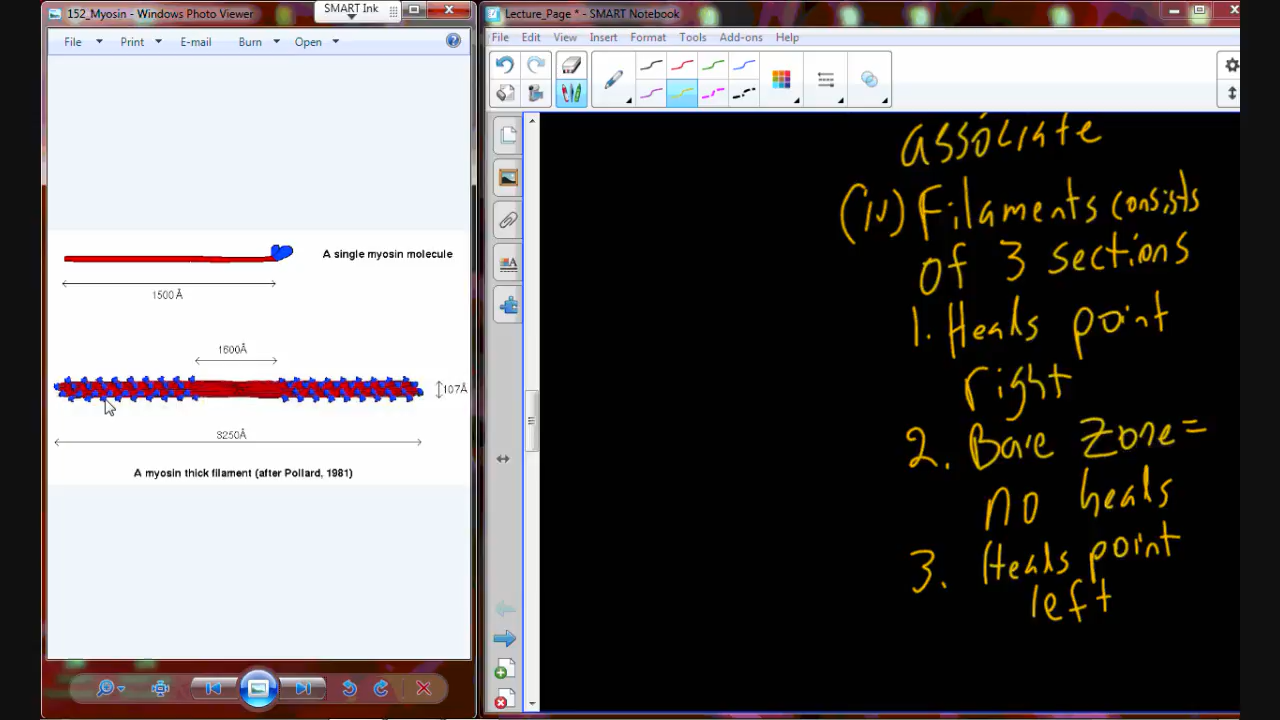 152_Myosin - Windows Photo Viewer
SMART Ink
File Print E-mail Burn Open
A single myosin molecule
1500Å
1600Å
107Å
3250Å
A myosin thick filament (after Pollard, 1981)
Lecture_Page * - SMART Notebook
File Edit View Insert Format Tools Add-ons Help
associate
(iv) Filaments consists
of 3 sections
1. Heads point
right
2. Bare zone =
no heads
3. Heads point
left